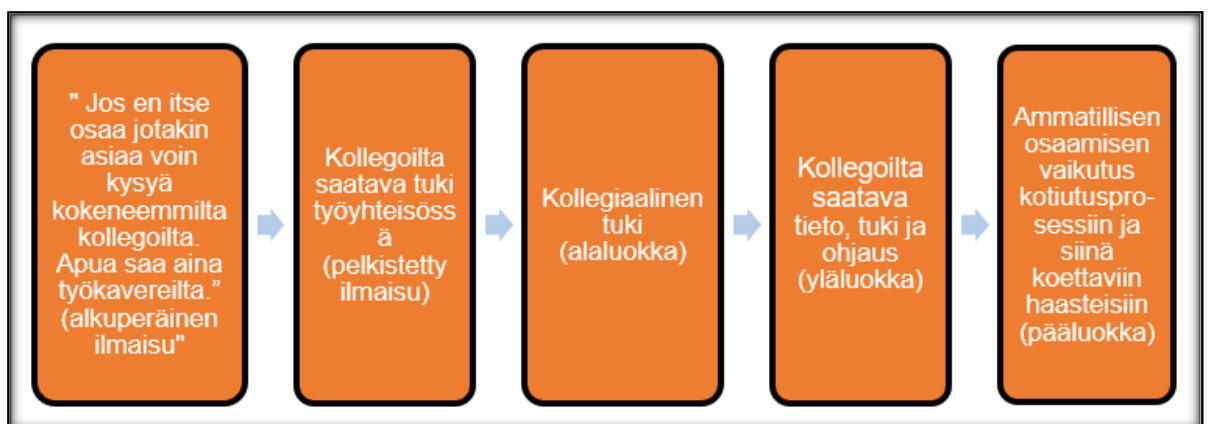 " Jos en itse
osaa jotakin
asiaa voin
kysyä
kokeneemmilta
kollegoilta.
Apua saa aina
työkavereilta.”
(alkuperäinen
ilmaisu"
Kollegoilta
saatava tuki
työyhteisöss
ä
(pelkistetty
ilmaisu)
Kollegiaalinen
tuki
(alaluokka)
Kollegoilta
saatava
tieto, tuki ja
ohjaus
(yläluokka)
Ammatillisen
osaamisen
vaikutus
kotiutuspro-
sessiin ja
siinä
koettaviin
haasteisiin
(pääluokka)